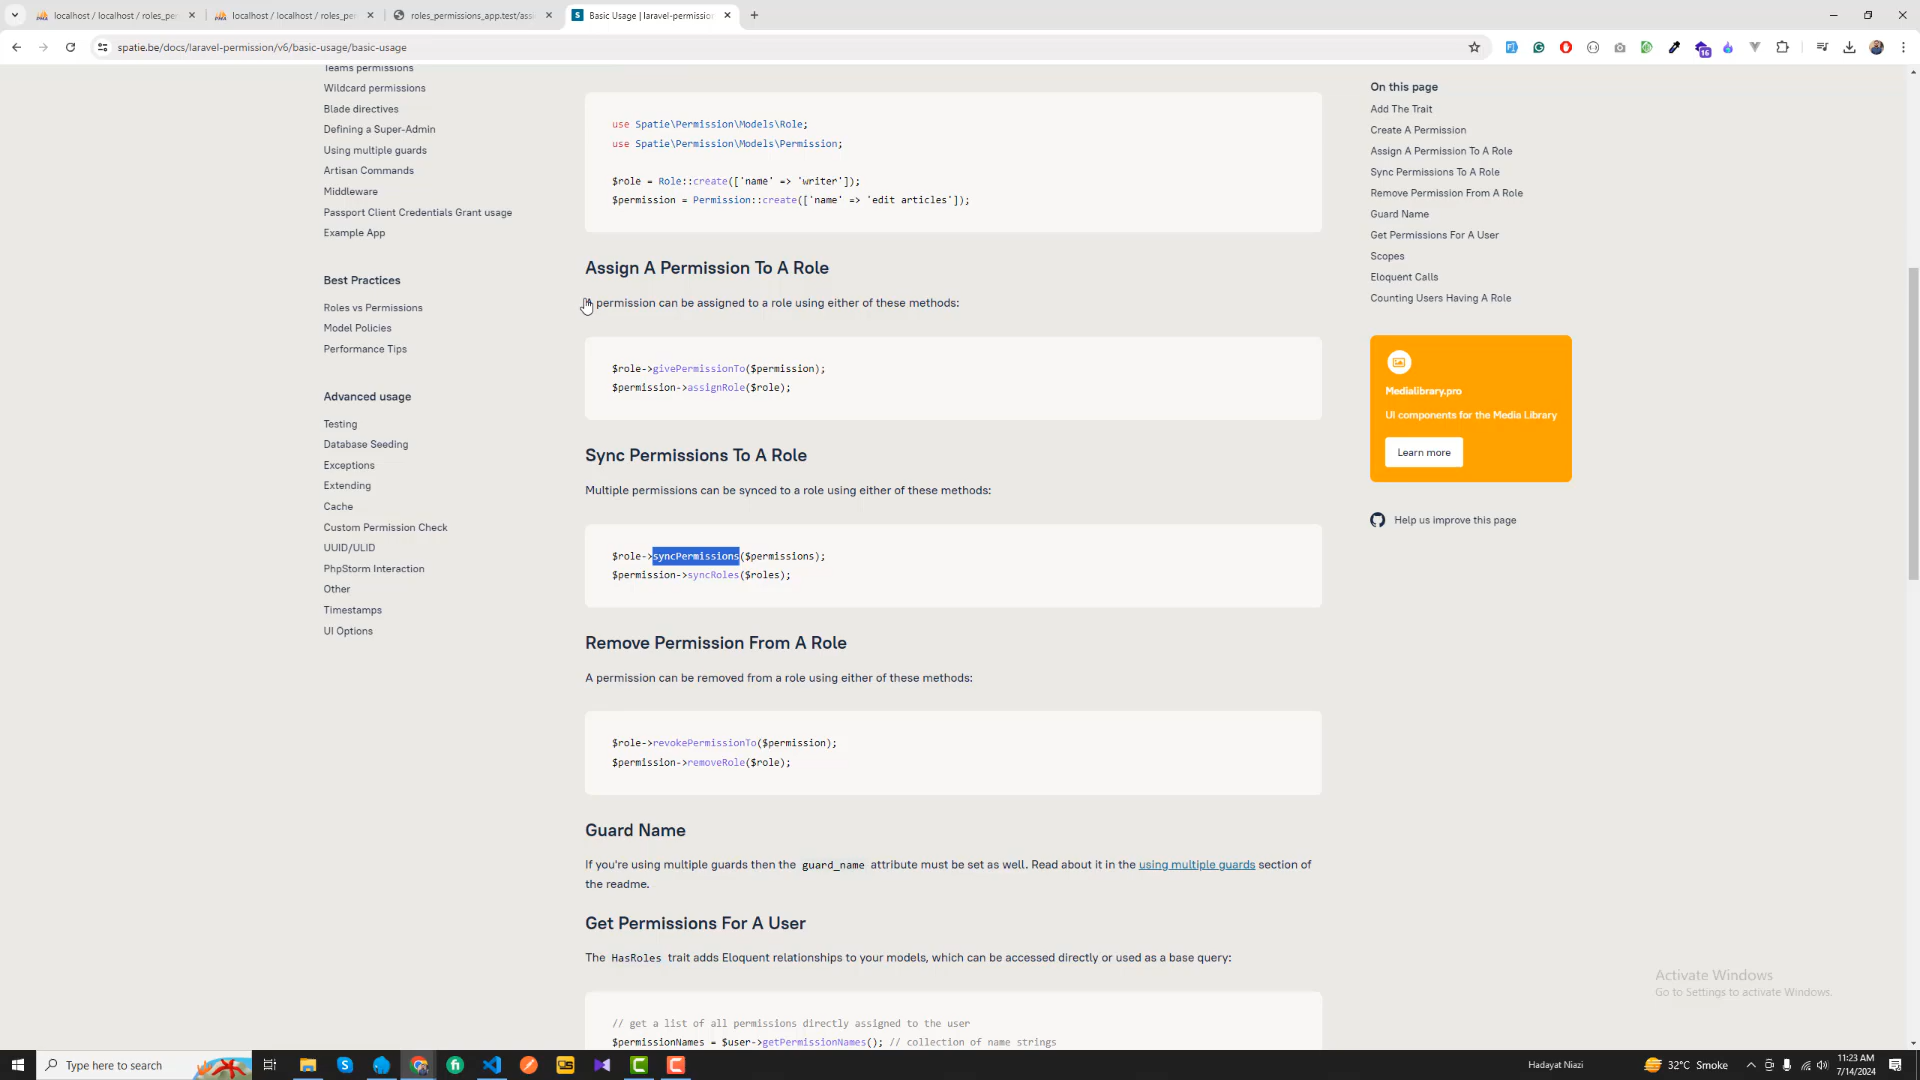 localhost / localhost / roles_per
localhost / localhost / roles_per
roles_permissions_app.test/assi
Basic Usage | laravel-permission
spatie.be/docs/laravel-permission/v6/basic-usage/basic-usage
16
Teams permissions
Wildcard permissions
Blade directives
Defining a Super-Admin
Using multiple guards
Artisan Commands
Middleware
Passport Client Credentials Grant usage
Example App
Best Practices
Roles vs Permissions
Model Policies
Performance Tips
Advanced usage
Testing
Database Seeding
Exceptions
Extending
Cache
Custom Permission Check
UUID/ULID
PhpStorm Interaction
Other
Timestamps
UI Options
use Spatie\Permission\Models\Role;
use Spatie\Permission\Models\Permission;
$role = Role::create(['name' => 'writer']);
$permission = Permission::create(['name' => 'edit articles']);
Assign A Permission To A Role
A permission can be assigned to a role using either of these methods:
$role->givePermissionTo($permission);
$permission->assignRole($role);
Sync Permissions To A Role
Multiple permissions can be synced to a role using either of these methods:
$role->syncPermissions($permissions);
$permission->syncRoles($roles);
Remove Permission From A Role
A permission can be removed from a role using either of these methods:
$role->revokePermissionTo($permission);
$permission->removeRole($role);
Guard Name
If you're using multiple guards then the guard_name attribute must be set as well. Read about it in the using multiple guards section of
the readme.
Get Permissions For A User
The HasRoles trait adds Eloquent relationships to your models, which can be accessed directly or used as a base query:
// get a list of all permissions directly assigned to the user
$permissionNames = $user->getPermissionNames(); // collection of name strings
On this page
Add The Trait
Create A Permission
Assign A Permission To A Role
Sync Permissions To A Role
Remove Permission From A Role
Guard Name
Get Permissions For A User
Scopes
Eloquent Calls
Counting Users Having A Role
Medialibrary.pro
UI components for the Media Library
Learn more
Help us improve this page
Activate Windows
Go to Settings to activate Windows.
Type here to search
Hadayat Niazi
32°C Smoke
11:23 AM
7/14/2024